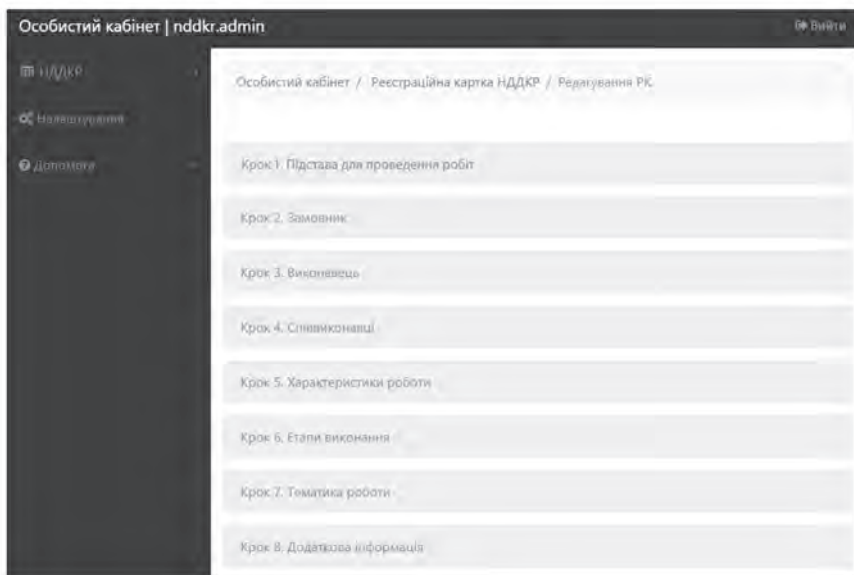 Особистий кабінет | nddkr.admin
Вийти
НДДКР
Особистий кабінет / Реєстраційна картка НДДКР / Редагування РК
Налаштування
Допомога
Крок 1. Підстава для проведення робіт
Крок 2. Замовник
Крок 3. Виконавець
Крок 4. Співвиконавці
Крок 5. Характеристики роботи
Крок 6. Етапи виконання
Крок 7. Тематика роботи
Крок 8. Додаткова інформація